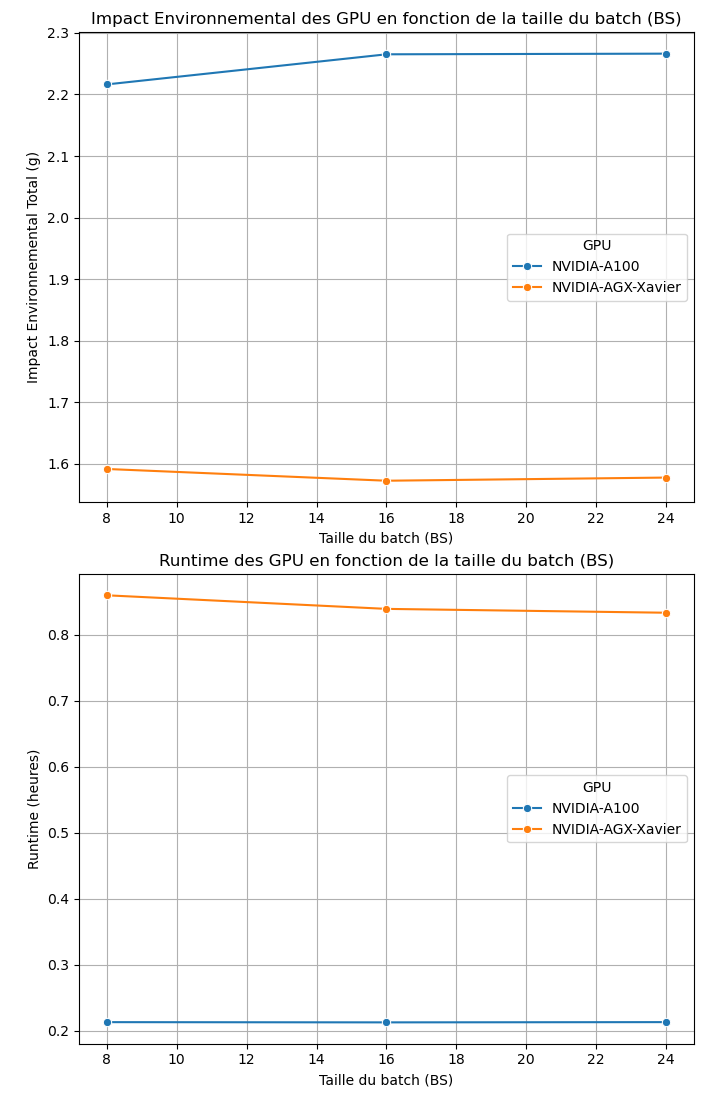 Impact Environnemental des GPU en fonction de la taille du batch (BS)
2.3
2.2
2.1
2.0
1.9
1.8
1.7
1.6
Impact Environnemental Total (g)
GPU
NVIDIA-A100
NVIDIA-AGX-Xavier
8 10 12 14 16 18 20 22 24
Taille du batch (BS)
Runtime des GPU en fonction de la taille du batch (BS)
0.8
0.7
0.6
0.5
0.4
0.3
0.2
Runtime (heures)
GPU
NVIDIA-A100
NVIDIA-AGX-Xavier
8 10 12 14 16 18 20 22 24
Taille du batch (BS)